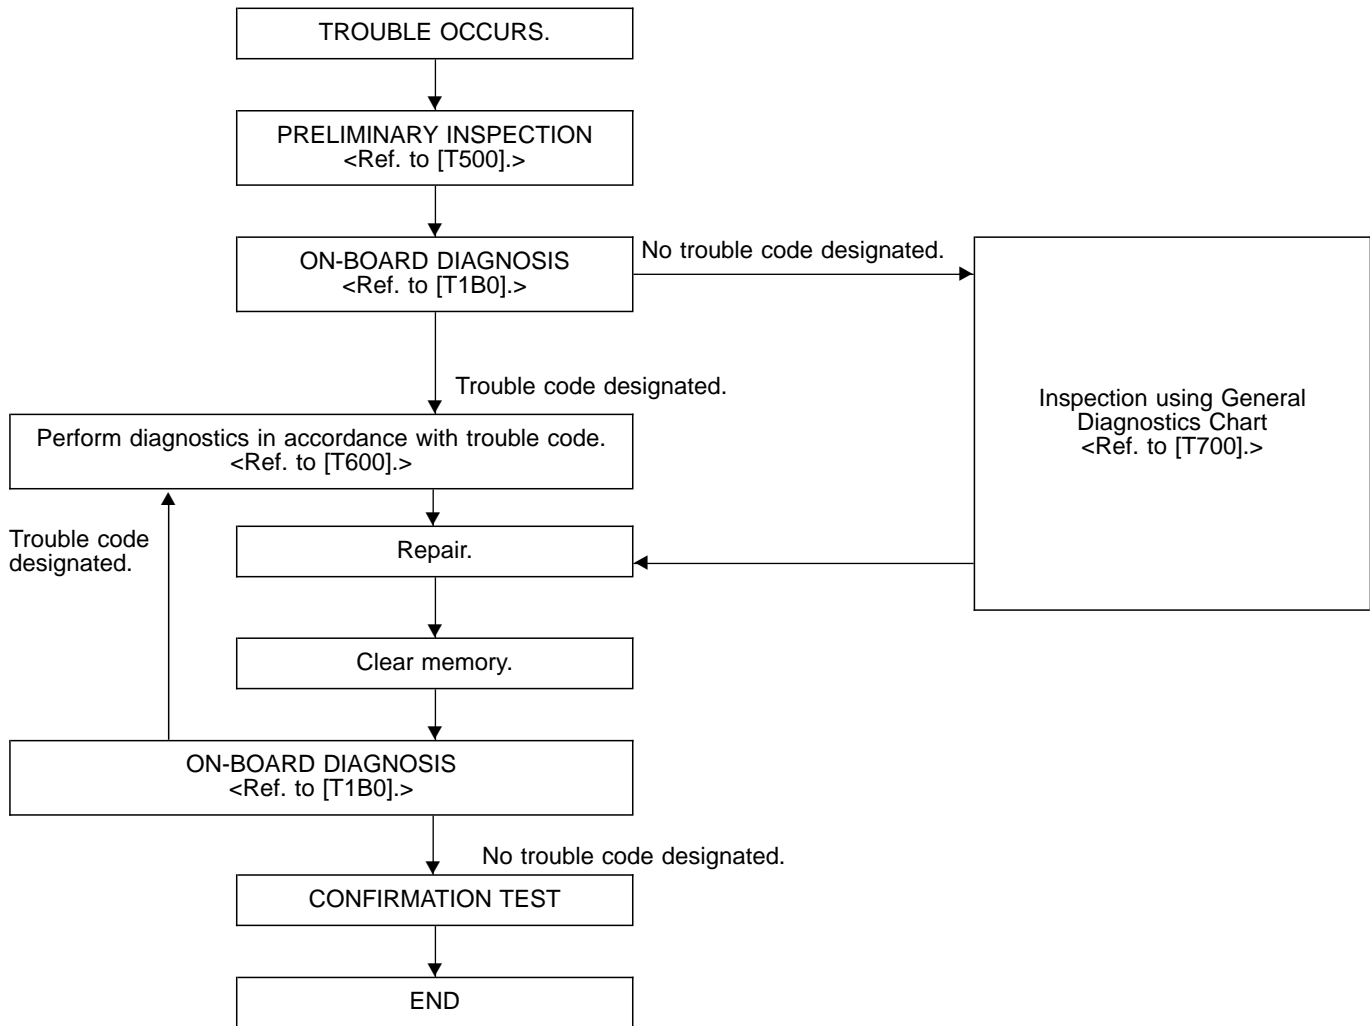 TROUBLE OCCURS.
PRELIMINARY INSPECTION
<Ref. to [T500].>
ON-BOARD DIAGNOSIS
<Ref. to [T1B0].>
No trouble code designated.
Trouble code designated.
Inspection using General
Diagnostics Chart
<Ref. to [T700].>
Perform diagnostics in accordance with trouble code.
<Ref. to [T600].>
Trouble code
designated.
Repair.
Clear memory.
ON-BOARD DIAGNOSIS
<Ref. to [T1B0].>
No trouble code designated.
CONFIRMATION TEST
END